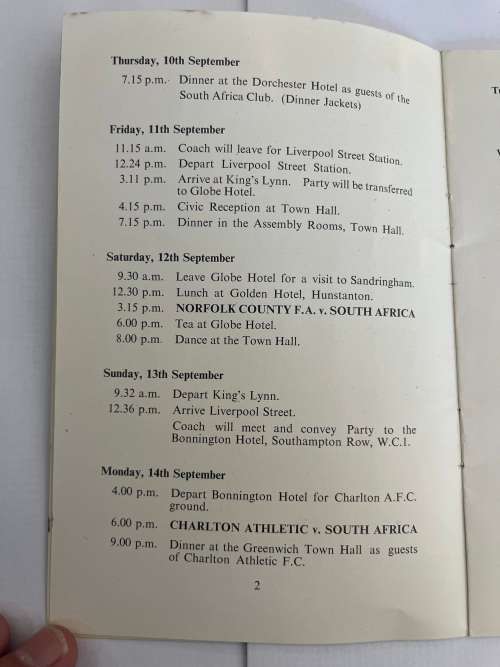 Thursday, 10th September
7.15 p.m. Dinner at the Dorchester Hotel as guests of the
South Africa Club. (Dinner Jackets)
Friday, 11th September
11.15 a.m. Coach will leave for Liverpool Street Station.
12.24 p.m. Depart Liverpool Street Station.
3.11 p.m. Arrive at King's Lynn. Party will be transferred
to Globe Hotel.
4.15 p.m. Civic Reception at Town Hall.
7.15 p.m. Dinner in the Assembly Rooms, Town Hall.
Saturday, 12th September
9.30 a.m. Leave Globe Hotel for a visit to Sandringham.
12.30 p.m. Lunch at Golden Hotel, Hunstanton.
3.15 p.m. NORFOLK COUNTY F.A. v. SOUTH AFRICA
6.00 p.m. Tea at Globe Hotel.
8.00 p.m. Dance at the Town Hall.
Sunday, 13th September
9.32 a.m. Depart King's Lynn.
12.36 p.m. Arrive Liverpool Street.
Coach will meet and convey Party to the
Bonnington Hotel, Southampton Row, W.C.1.
Monday, 14th September
4.00 p.m. Depart Bonnington Hotel for Charlton A.F.C.
ground.
6.00 p.m. CHARLTON ATHLETIC v. SOUTH AFRICA
9.00 p.m. Dinner at the Greenwich Town Hall as guests
of Charlton Athletic F.C.
2